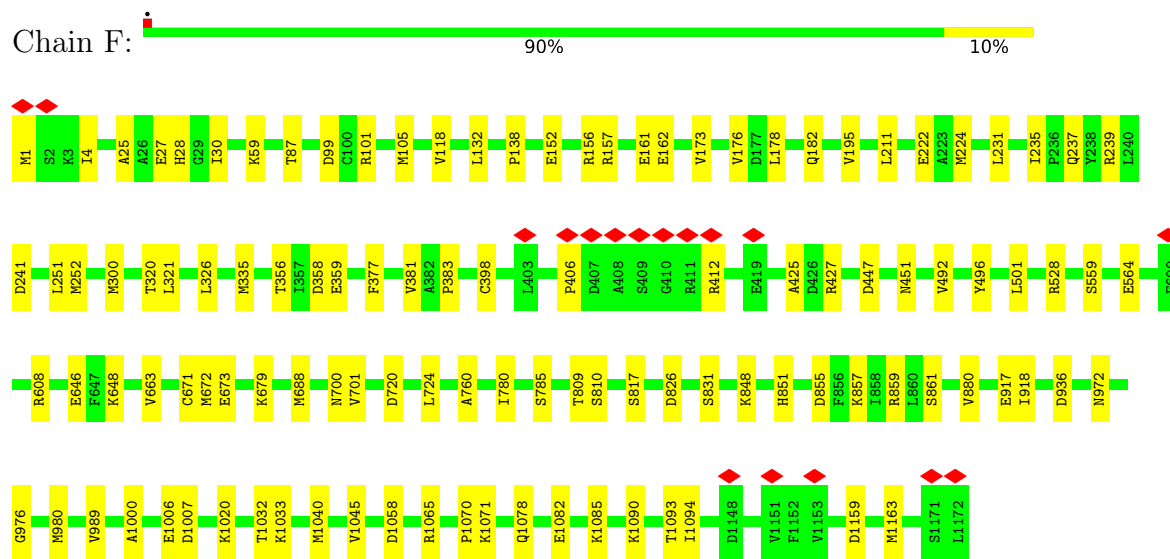 Chain F:
90%
10%
M1 S2 K3 I4 A25 A26 E27 H28 G29 I30 K59 T87 D99 C100 R101 M105 V118 L132 P138 E152 R156 R157 E161 E162 V173 V176 D177 L178 Q182 V195 L211 E222 A223 M224 L231 I235 P236 Q237 Y238 R239 L240
D241 L251 M252 M300 T320 L321 L326 M335 T356 I357 D358 E359 F377 V381 A382 P383 C398 L403 P406 D407 A408 S409 G410 R411 R412 E419 A425 D426 R427 D447 N451 V492 Y496 L501 R528 S559 E564
R608 E646 F647 K648 V663 C671 M672 E673 K679 M688 N700 V701 D720 L724 A760 I780 S785 T809 S810 S817 D826 S831 K848 H851 D855 F856 K857 I858 R859 L860 S861 V880 E917 I918 D936 N972
G976 M980 V989 A1000 E1006 D1007 K1020 T1032 K1033 M1040 V1045 D1058 R1065 P1070 K1071 Q1078 E1082 K1085 K1090 T1093 I1094 D1148 V1151 F1152 V1153 D1159 M1163 S1171 L1172